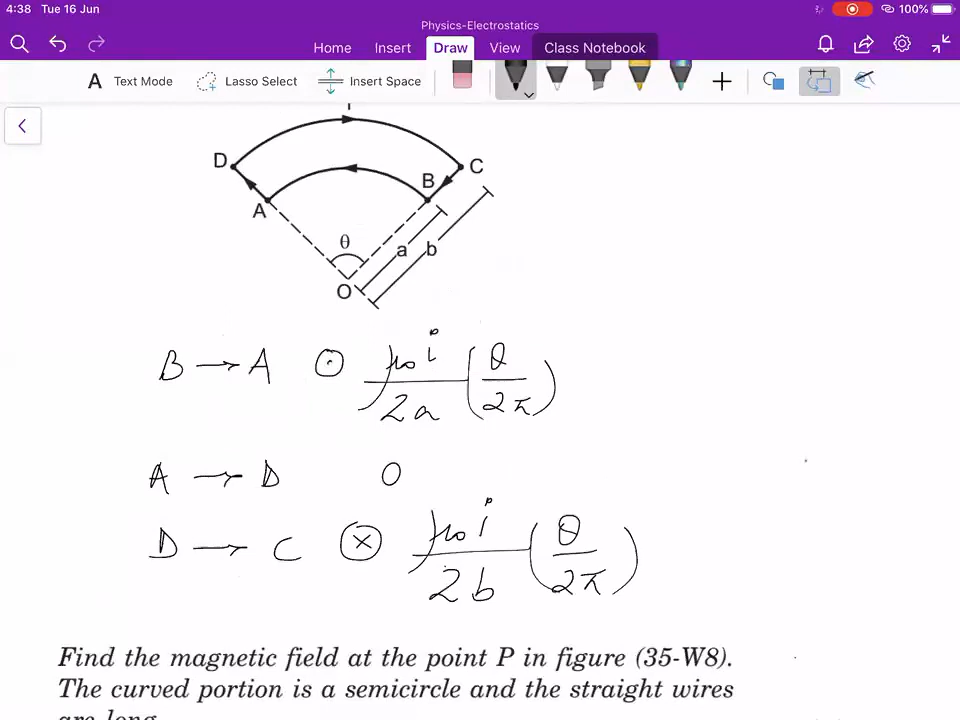 4:38 Tue 16 Jun 100%
Physics-Electrostatics
Home Insert Draw View Class Notebook
A Text Mode Lasso Select Insert Space
D C
B
A
θ a b
O
B → A ⊙ μ₀i/2a (θ/2π)
A → D 0
D → C ⊗ μ₀i/2b (θ/2π)
Find the magnetic field at the point P in figure (35-W8).
The curved portion is a semicircle and the straight wires
are long.